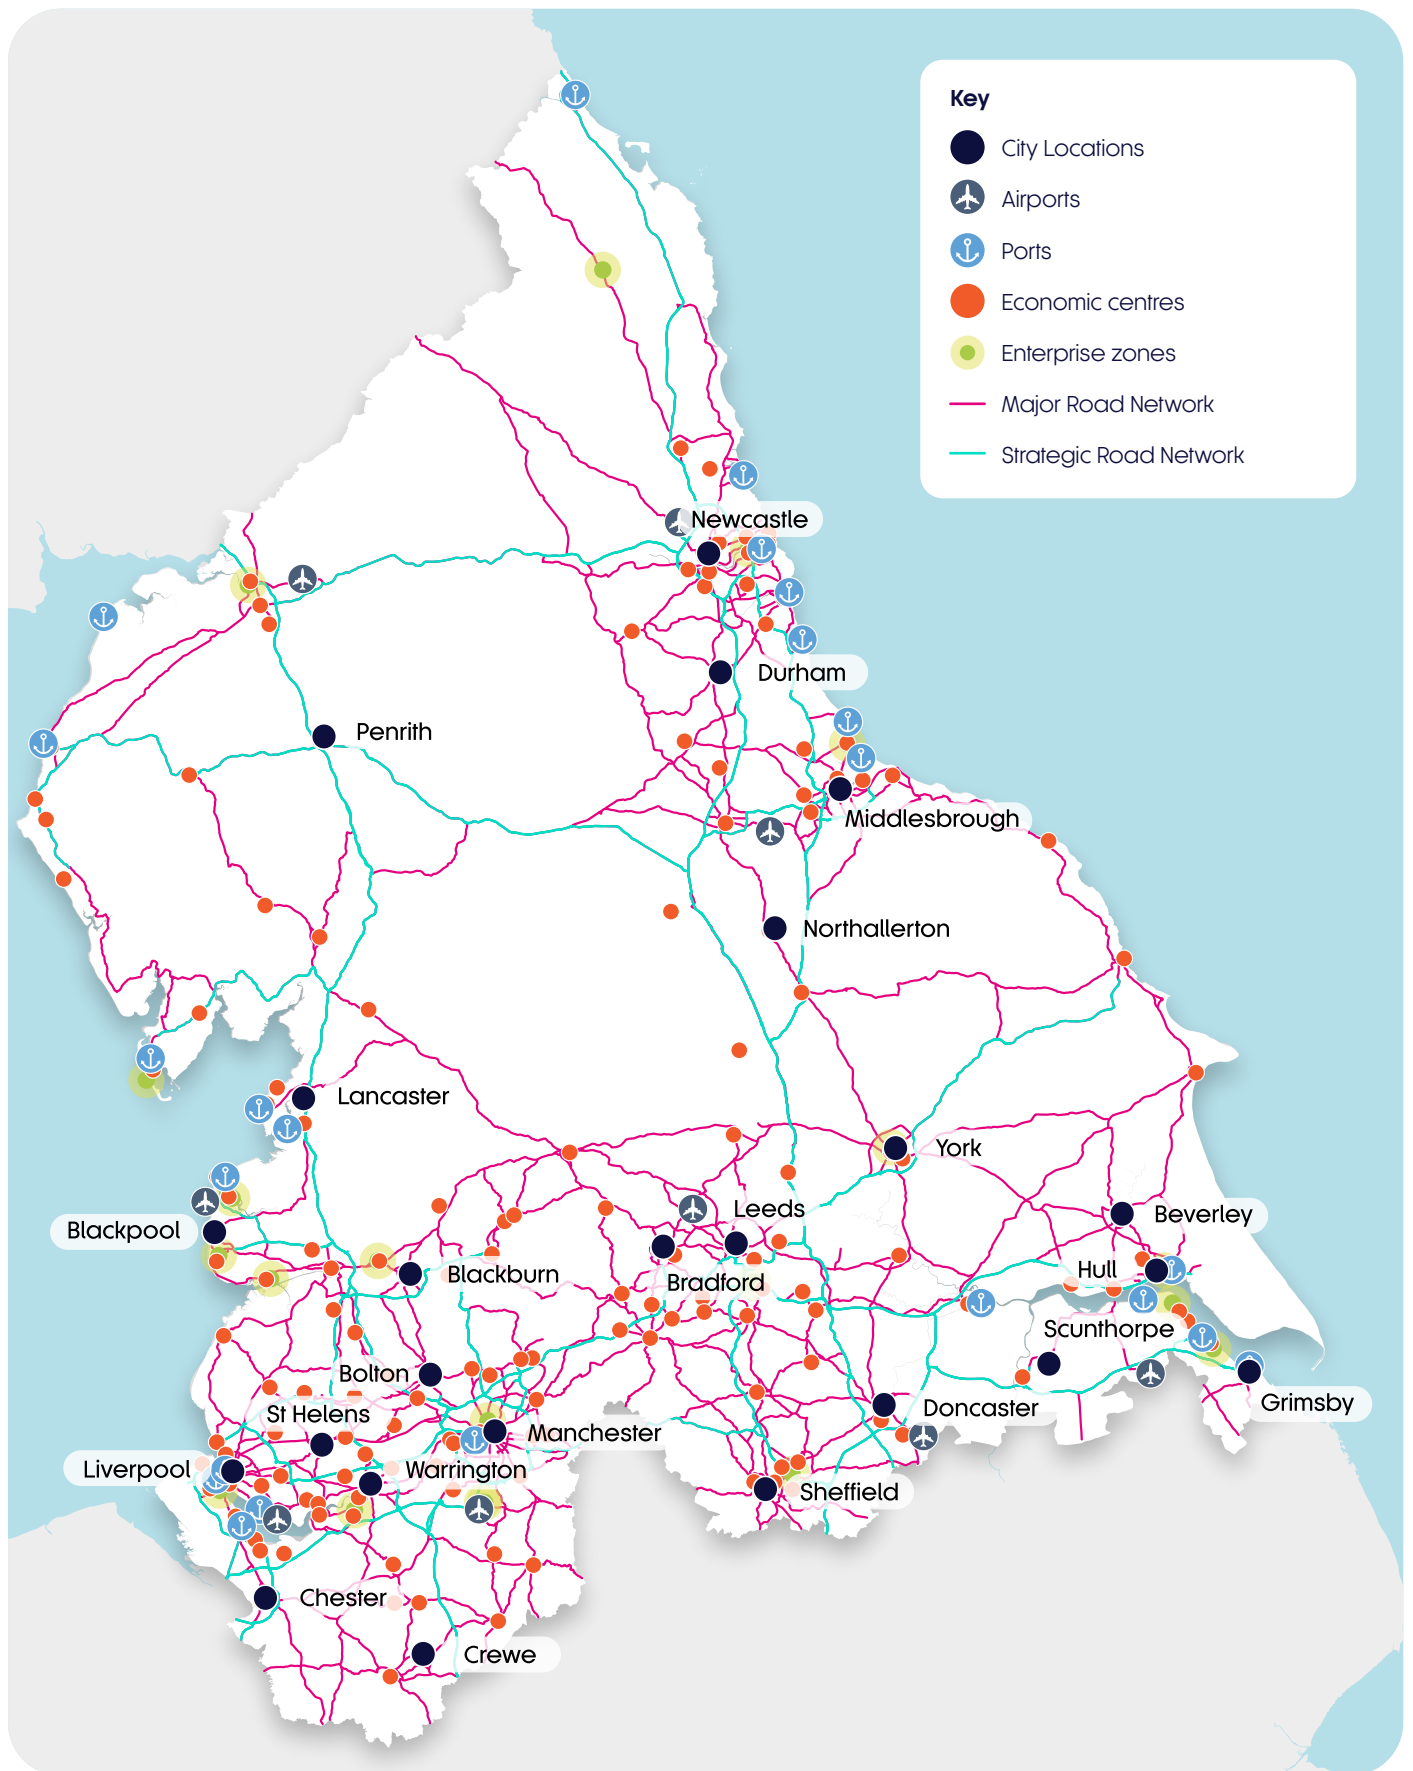 Key
City Locations
Airports
Ports
Economic centres
Enterprise zones
Major Road Network
Strategic Road Network
Newcastle
Durham
Penrith
Middlesbrough
Northallerton
Lancaster
York
Leeds
Beverley
Blackpool
Hull
Blackburn
Bradford
Scunthorpe
Bolton
Grimsby
Doncaster
St Helens
Manchester
Liverpool
Warrington
Sheffield
Chester
Crewe